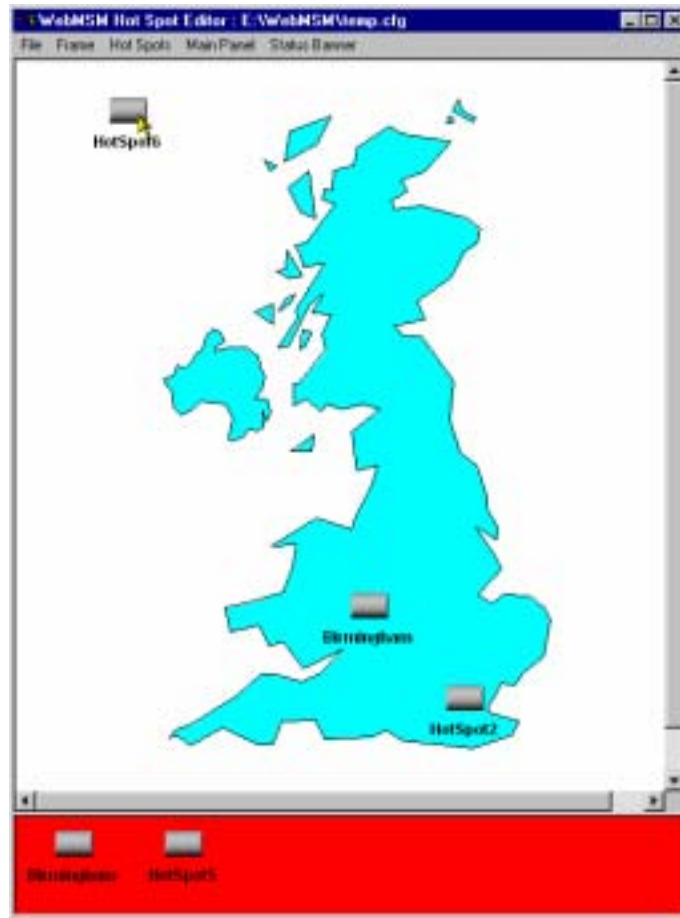 WebMSM Hot Spot Editor : E:\WebMSM\temp.cfg
File Frame Hot Spots Main Panel Status Banner
HotSpot6
Birmingham
HotSpot2
Birmingham HotSpot5